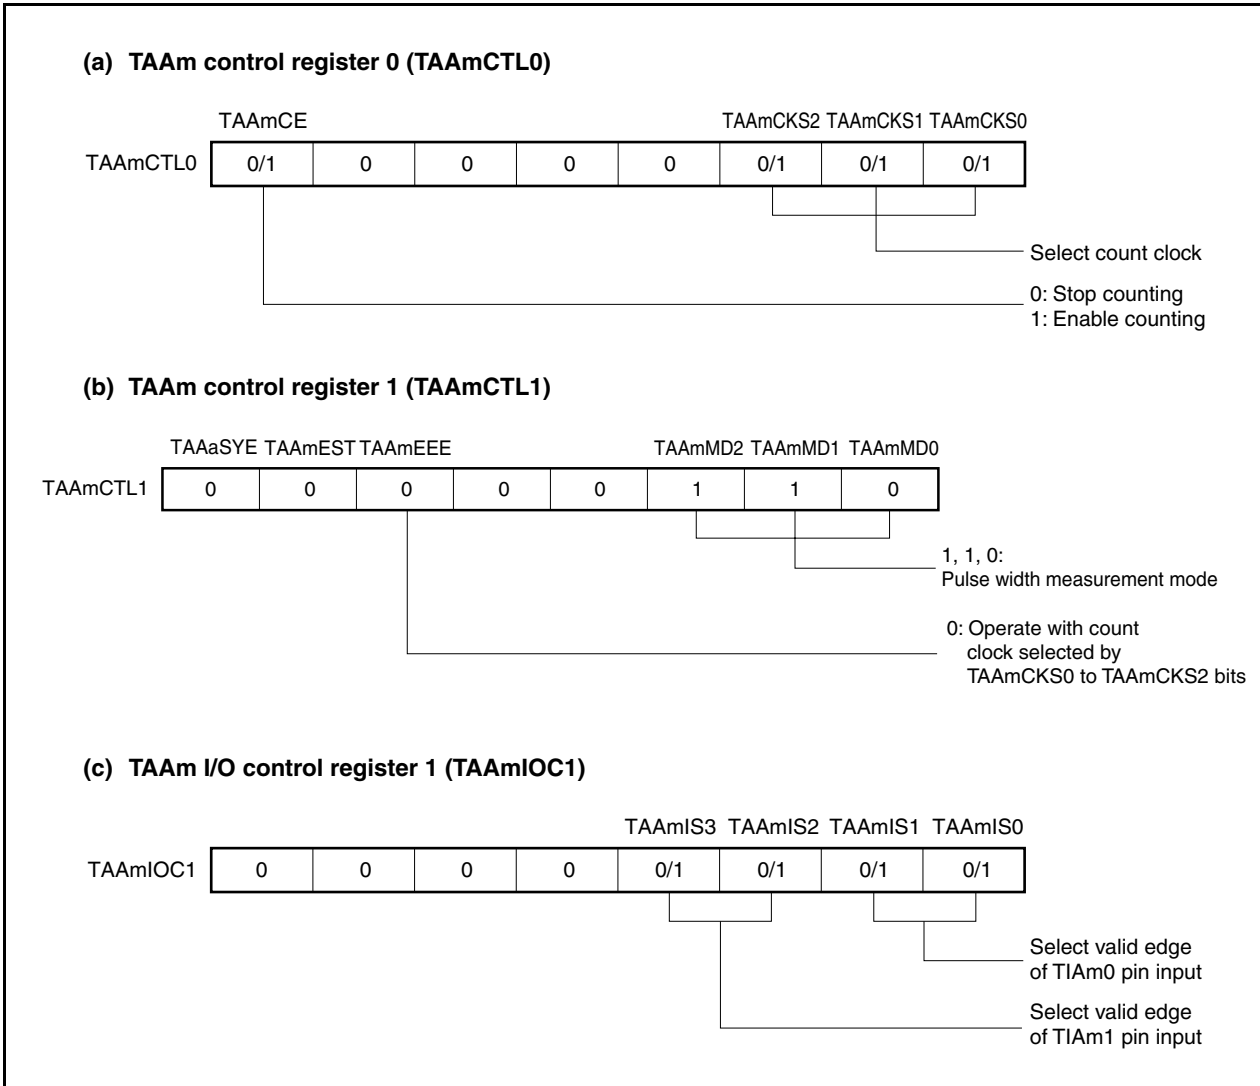 (a) TAAm control register 0 (TAAmCTL0)
TAAmCE TAAmCKS2 TAAmCKS1 TAAmCKS0
TAAmCTL0 0/1 0 0 0 0 0/1 0/1 0/1
Select count clock
0: Stop counting
1: Enable counting
(b) TAAm control register 1 (TAAmCTL1)
TAAaSYE TAAmEST TAAmEEE TAAmMD2 TAAmMD1 TAAmMD0
TAAmCTL1 0 0 0 0 0 1 1 0
1, 1, 0:
Pulse width measurement mode
0: Operate with count
clock selected by
TAAmCKS0 to TAAmCKS2 bits
(c) TAAm I/O control register 1 (TAAmIOC1)
TAAmIS3 TAAmIS2 TAAmIS1 TAAmIS0
TAAmIOC1 0 0 0 0 0/1 0/1 0/1 0/1
Select valid edge
of TIAm0 pin input
Select valid edge
of TIAm1 pin input